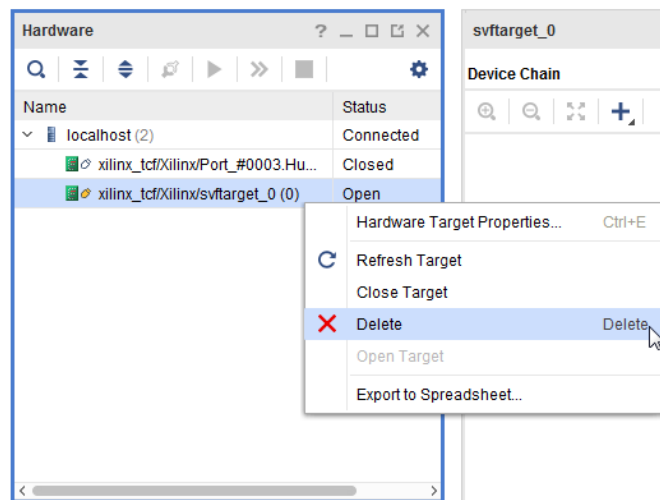 Hardware
svftarget_0
Device Chain
Name Status
localhost (2) Connected
xilinx_tcf/Xilinx/Port_#0003.Hu... Closed
xilinx_tcf/Xilinx/svftarget_0 (0) Open
Hardware Target Properties... Ctrl+E
Refresh Target
Close Target
Delete Delete
Open Target
Export to Spreadsheet...